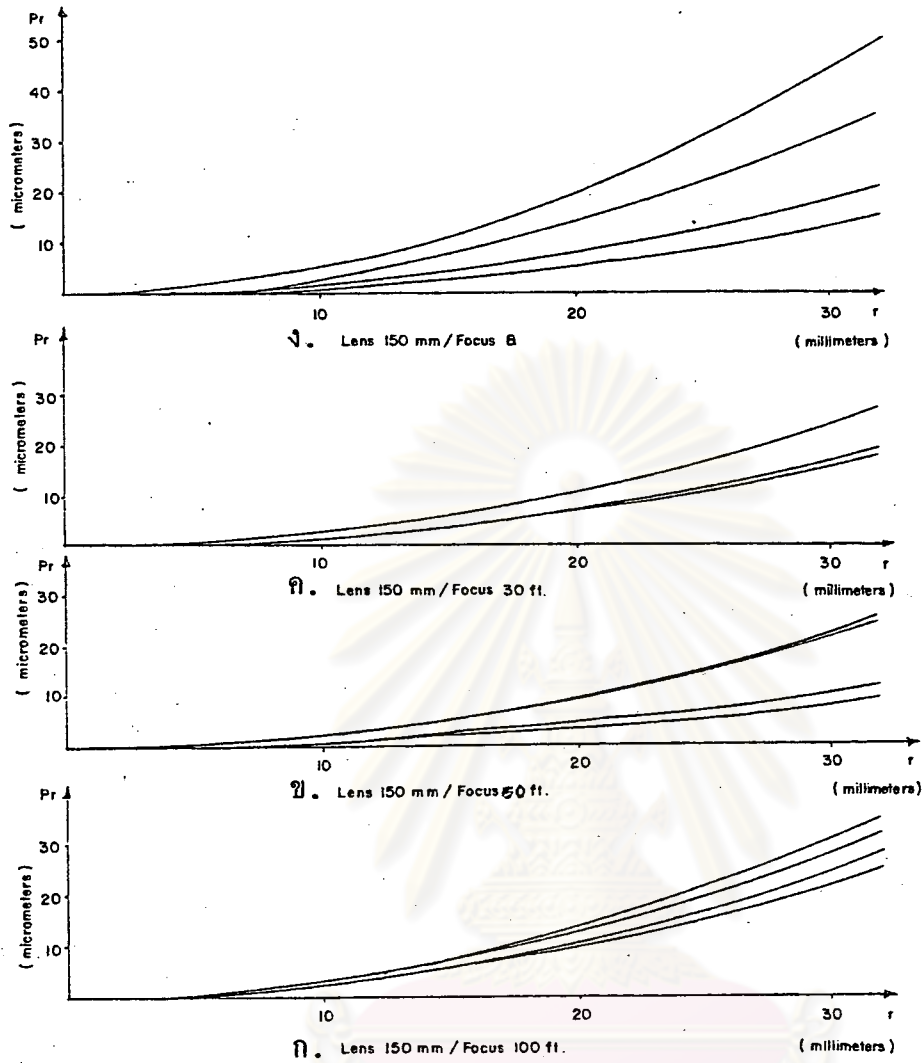 Pr
50
40
30
20
10
( micrometers )
10 20 30 r
ง. Lens 150 mm / Focus 8 ( millimeters )
Pr
30
20
10
( micrometers )
10 20 30 r
ค. Lens 150 mm / Focus 30 ft. ( millimeters )
Pr
30
20
10
( micrometers )
10 20 30 r
ข. Lens 150 mm / Focus 50 ft. ( millimeters )
Pr
30
20
10
( micrometers )
10 20 30 r
ก. Lens 150 mm / Focus 100 ft. ( millimeters )